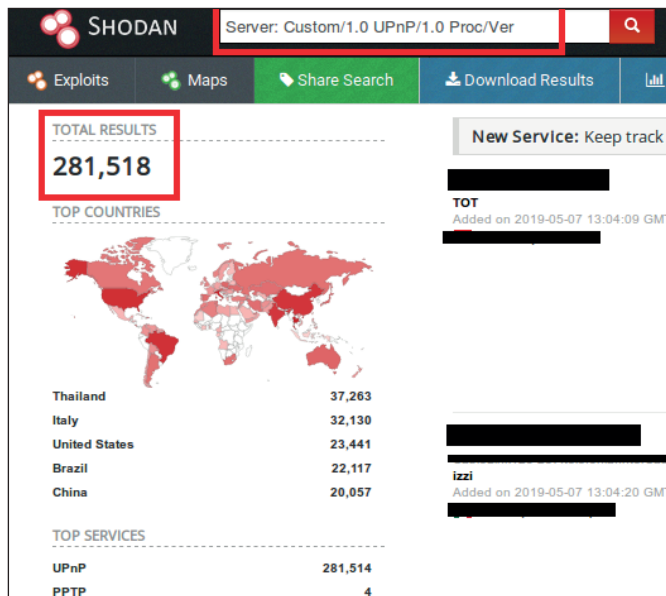 SHODAN
Server: Custom/1.0 UPnP/1.0 Proc/Ver
Exploits
Maps
Share Search
Download Results
TOTAL RESULTS
281,518
TOP COUNTRIES
Thailand 37,263
Italy 32,130
United States 23,441
Brazil 22,117
China 20,057
TOP SERVICES
UPnP 281,514
PPTP 4
New Service: Keep track
TOT
Added on 2019-05-07 13:04:09 GMT
izzi
Added on 2019-05-07 13:04:20 GMT